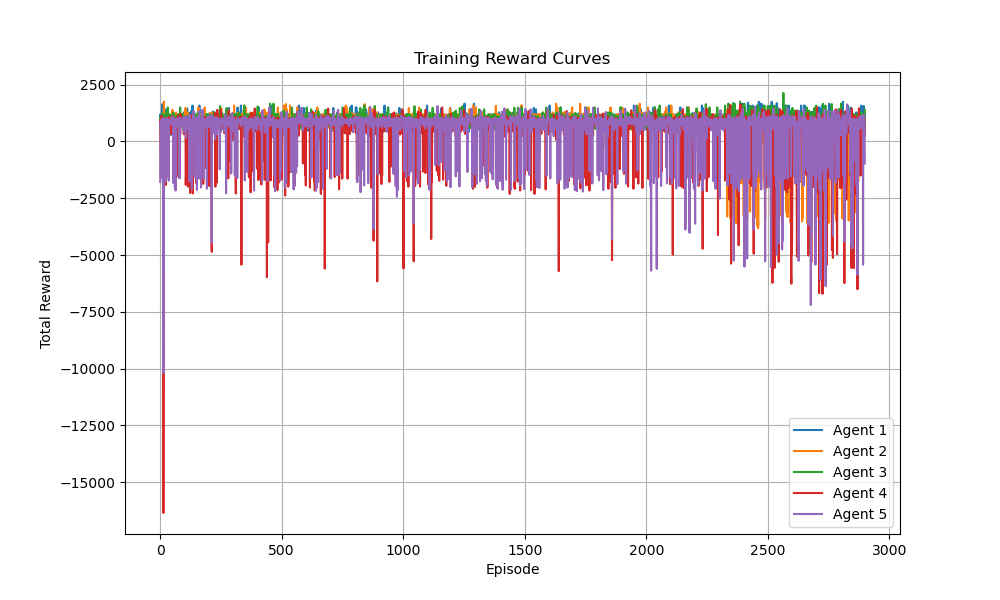 Training Reward Curves
Total Reward
2500
0
−2500
−5000
−7500
−10000
−12500
−15000
0 500 1000 1500 2000 2500 3000
Episode
Agent 1
Agent 2
Agent 3
Agent 4
Agent 5